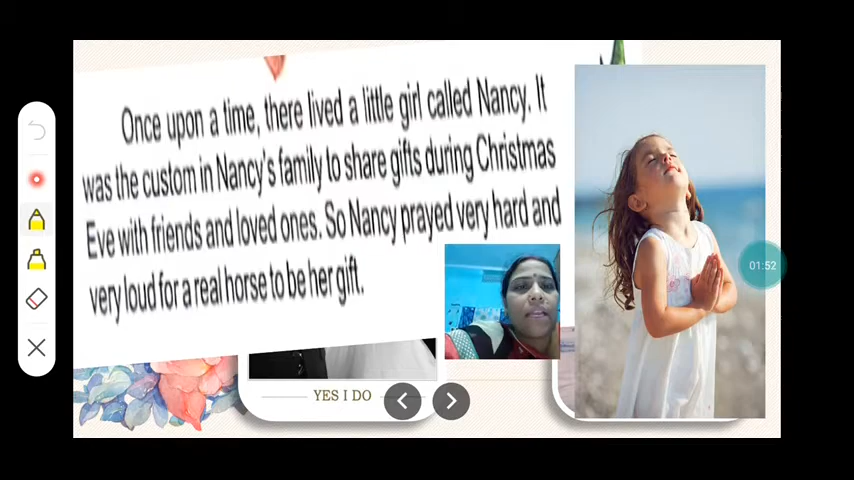 Once upon a time, there lived a little girl called Nancy. It
was the custom in Nancy's family to share gifts during Christmas
Eve with friends and loved ones. So Nancy prayed very hard and
very loud for a real horse to be her gift.
01:52
YES I DO